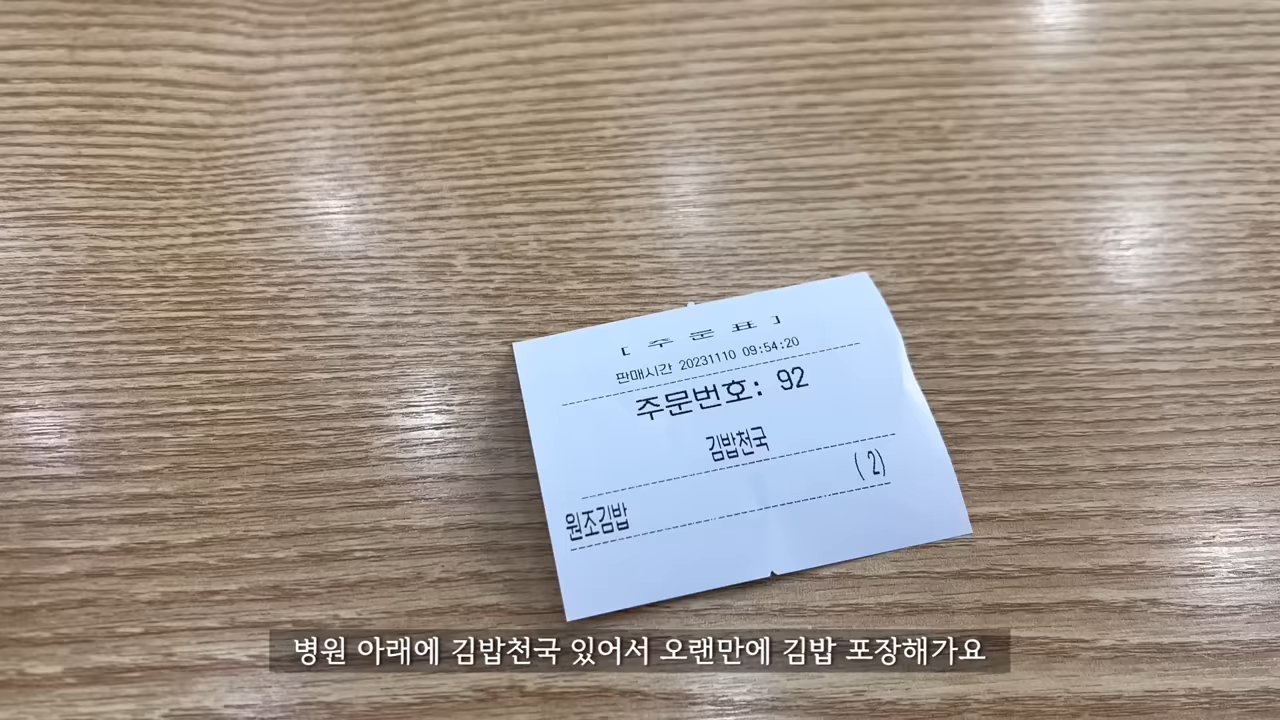 [ 주 문 표 ]
판매시간 20231110 09:54:20
주문번호: 92
김밥천국
원조김밥 (2)
병원 아래에 김밥천국 있어서 오랜만에 김밥 포장해가요